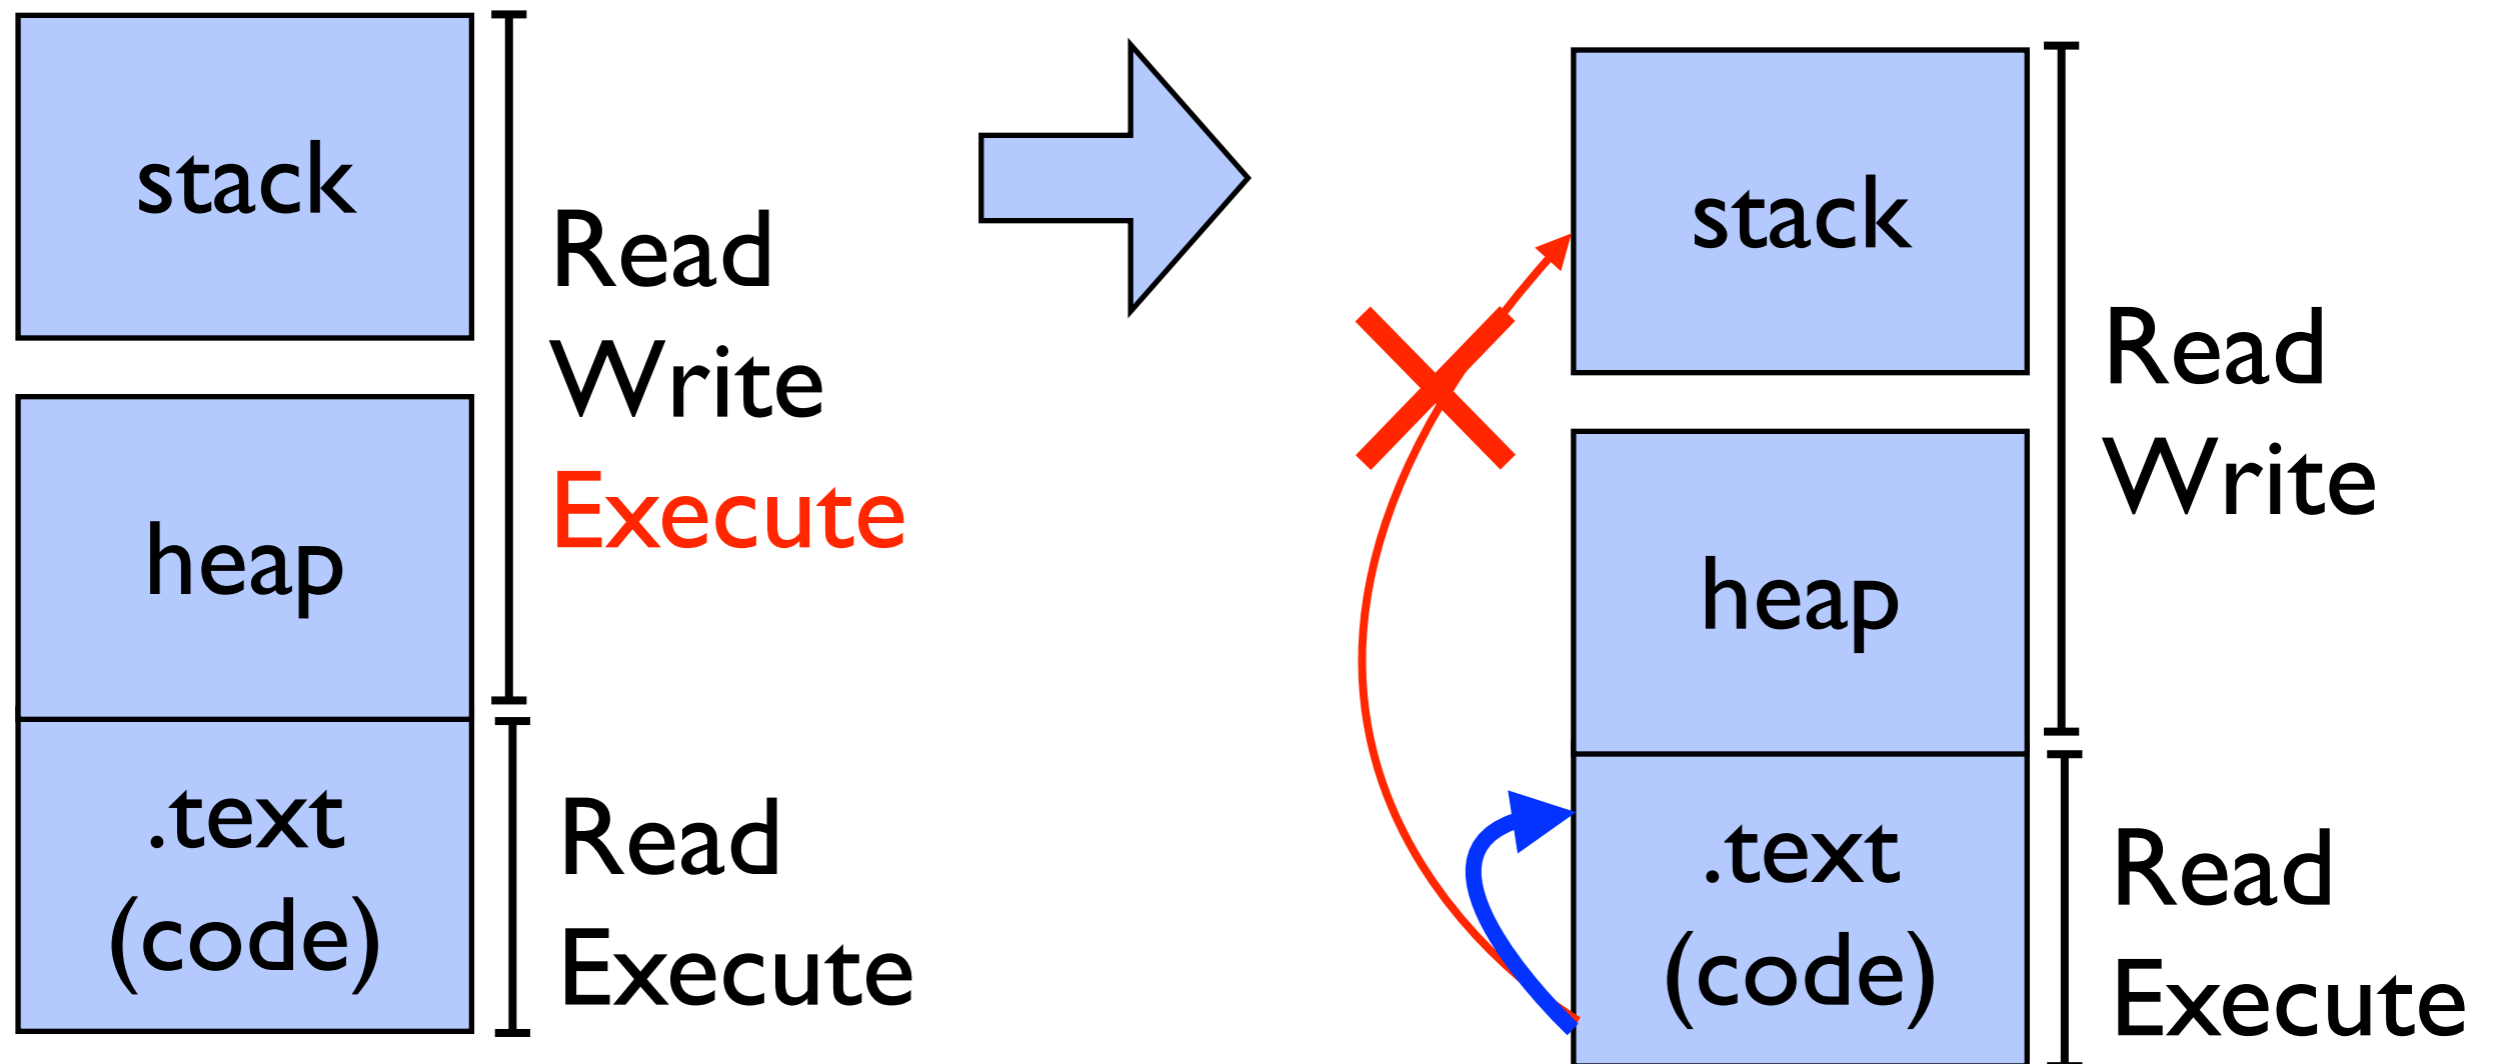 stack
Read
Write
Execute
heap
.text
(code)
Read
Execute
stack
Read
Write
heap
.text
(code)
Read
Execute